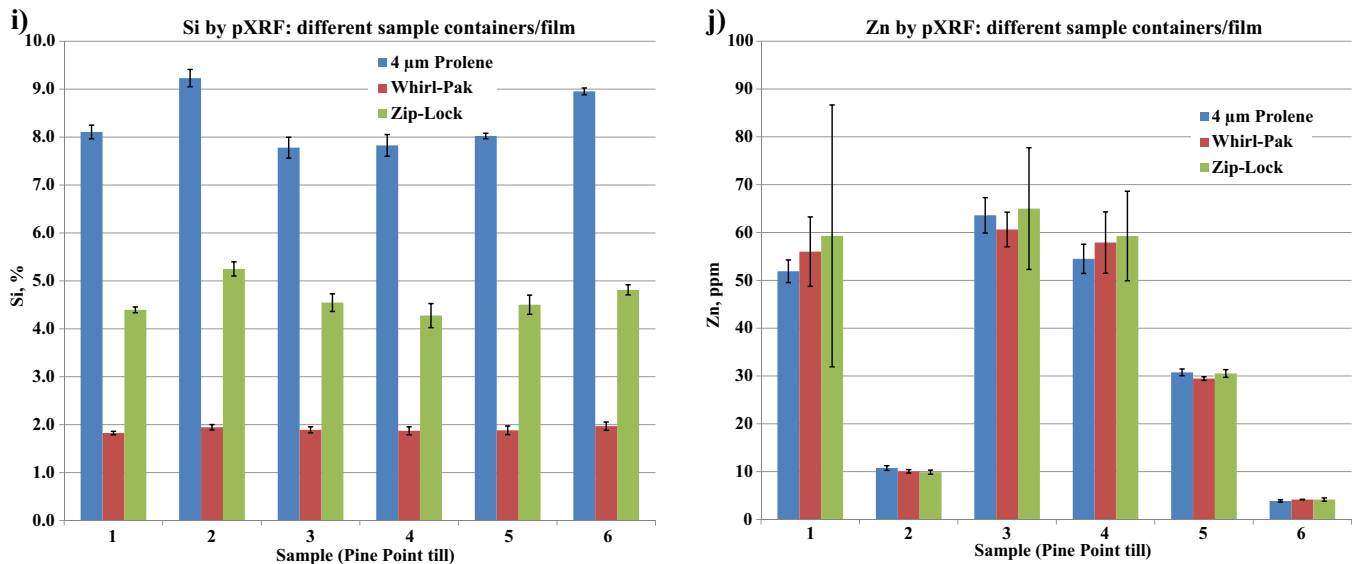 i)
Si by pXRF: different sample containers/film
10.0
9.0
8.0
7.0
6.0
5.0
4.0
3.0
2.0
1.0
0.0
Si, %
4 µm Prolene
Whirl-Pak
Zip-Lock
1 2 3 4 5 6
Sample (Pine Point till)
j)
Zn by pXRF: different sample containers/film
100
90
80
70
60
50
40
30
20
10
0
Zn, ppm
4 µm Prolene
Whirl-Pak
Zip-Lock
1 2 3 4 5 6
Sample (Pine Point till)